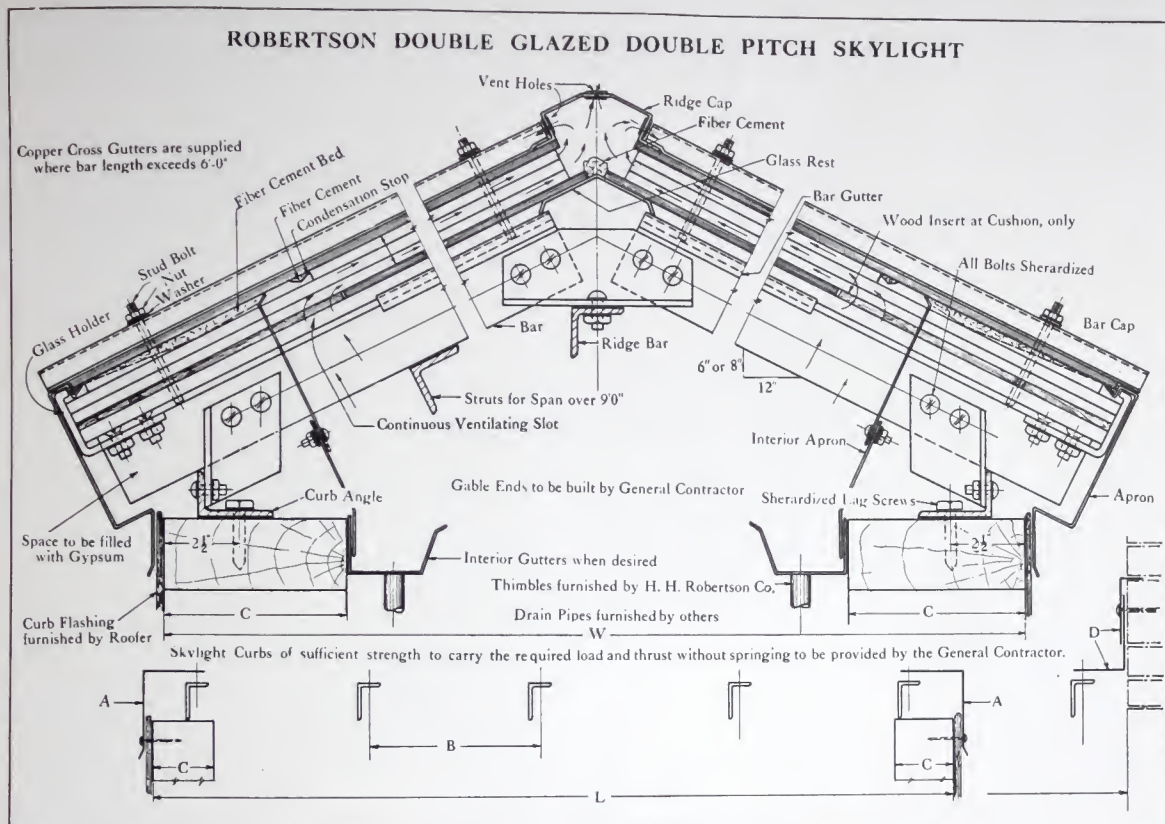 ROBERTSON DOUBLE GLAZED DOUBLE PITCH SKYLIGHT
Vent Holes
Ridge Cap
Fiber Cement
Copper Cross Gutters are supplied
where bar length exceeds 6'-0"
Glass Rest
Fiber Cement Bed
Fiber Cement
Condensation Stop
Bar Gutter
Wood Insert at Cushion, only
Stud Bolt
Nut
Washer
All Bolts Sherardized
Glass Holder
Bar
Ridge Bar
Bar Cap
6" or 8"
12"
Struts for Span over 9'0"
Continuous Ventilating Slot
Interior Apron
Curb Angle
Gable Ends to be built by General Contractor
Sherardized Lag Screws
Apron
Space to be filled
with Gypsum
2½"
2½"
Interior Gutters when desired
Thimbles furnished by H. H. Robertson Co.
C
C
Curb Flashing
furnished by Roofer
Drain Pipes furnished by others
W
D
Skylight Curbs of sufficient strength to carry the required load and thrust without springing to be provided by the General Contractor.
A
A
B
C
C
L